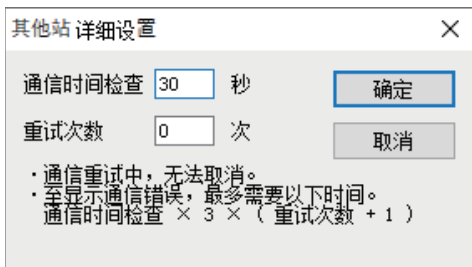 其他站 详细设置
通信时间检查 30 秒 确定
重试次数 0 次 取消
・通信重试中，无法取消。
・至显示通信错误，最多需要以下时间。
通信时间检查 × 3 × ( 重试次数 + 1 )